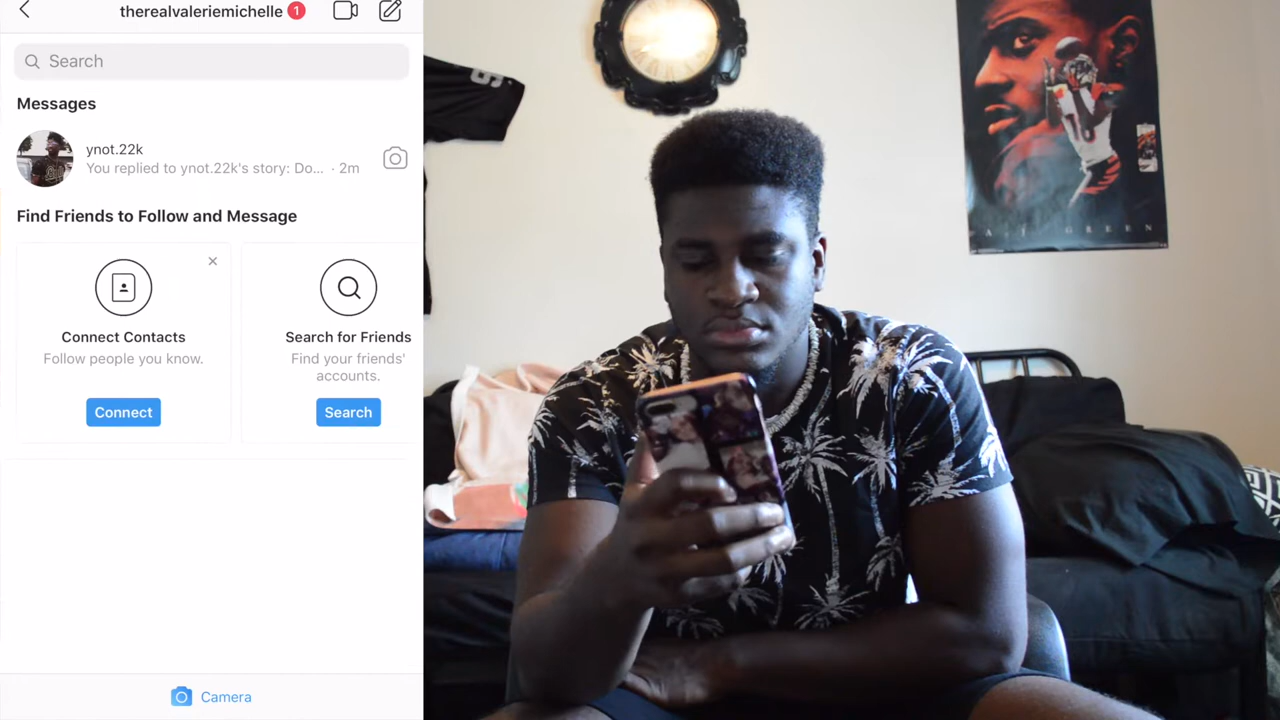 therealvaleriemichelle 1
Search
Messages
ynot.22k
You replied to ynot.22k's story: Do... · 2m
Find Friends to Follow and Message
Connect Contacts
Follow people you know.
Connect
Search for Friends
Find your friends'
accounts.
Search
Camera
GREEN